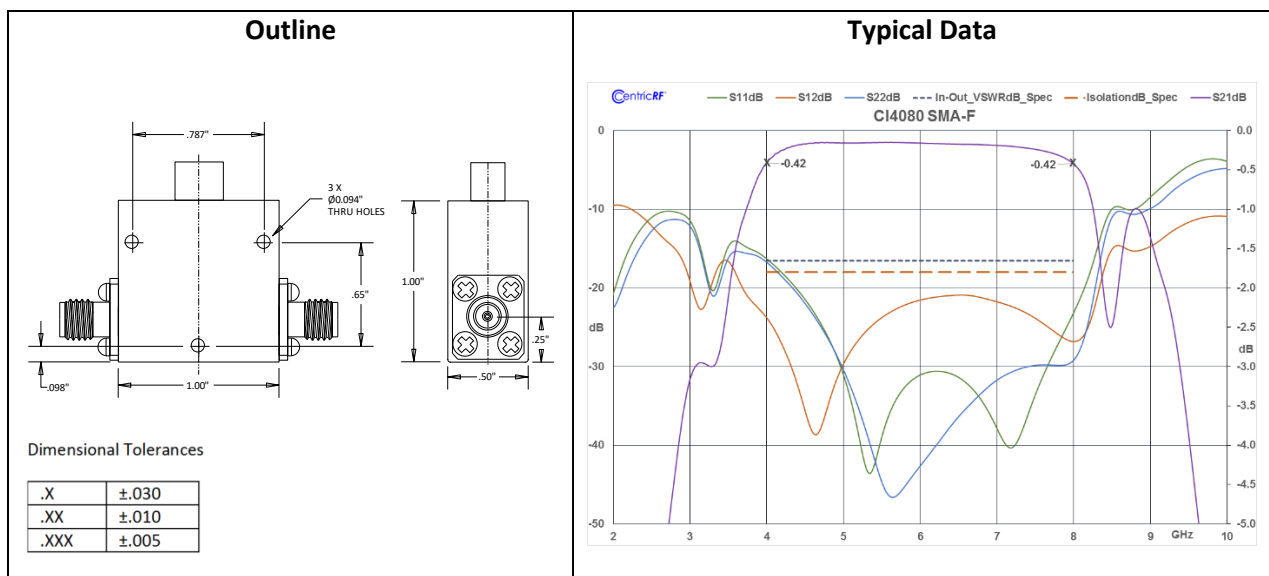 Outline
.787"
3 X
Ø0.094"
THRU HOLES
1.00"
.65"
.25"
.098"
1.00"
.50"
Dimensional Tolerances
.X ±.030
.XX ±.010
.XXX ±.005
Typical Data
CentricRF™
S11dB S12dB S22dB In-Out_VSWRdB_Spec IsolationdB_Spec S21dB
CI4080 SMA-F
0 0.0
-0.42 -0.42
-0.5
-10 -1.0
-1.5
-20 -2.0
dB
-2.5
dB
-30 -3.0
-3.5
-40 -4.0
-4.5
-50 -5.0
2 3 4 5 6 7 8 9 GHz 10